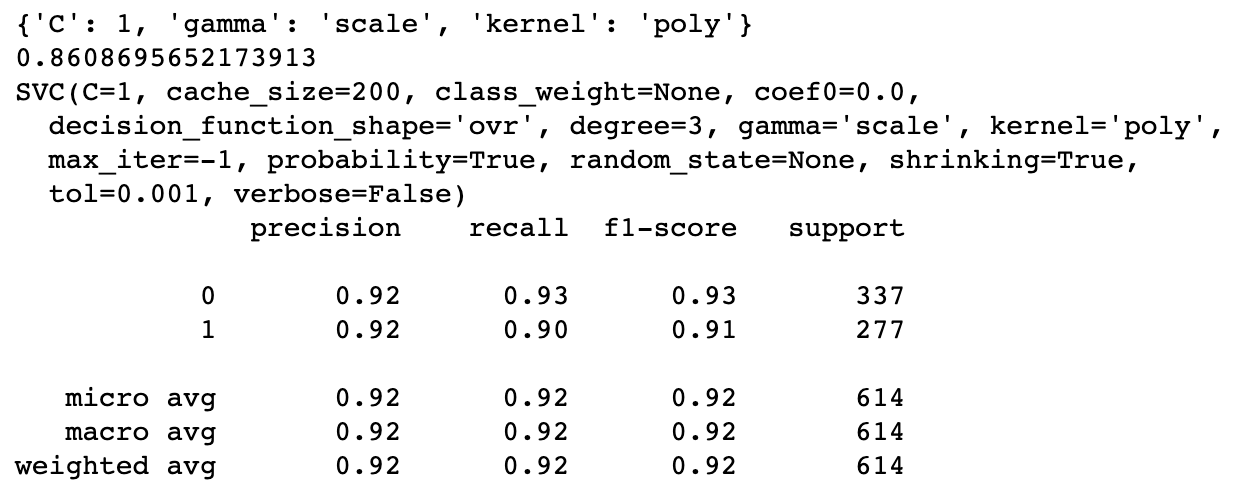 {'C': 1, 'gamma': 'scale', 'kernel': 'poly'}
0.8608695652173913
SVC(C=1, cache_size=200, class_weight=None, coef0=0.0,
  decision_function_shape='ovr', degree=3, gamma='scale', kernel='poly',
  max_iter=-1, probability=True, random_state=None, shrinking=True,
  tol=0.001, verbose=False)
              precision    recall  f1-score   support
           0       0.92      0.93      0.93       337
           1       0.92      0.90      0.91       277
   micro avg       0.92      0.92      0.92       614
   macro avg       0.92      0.92      0.92       614
weighted avg       0.92      0.92      0.92       614